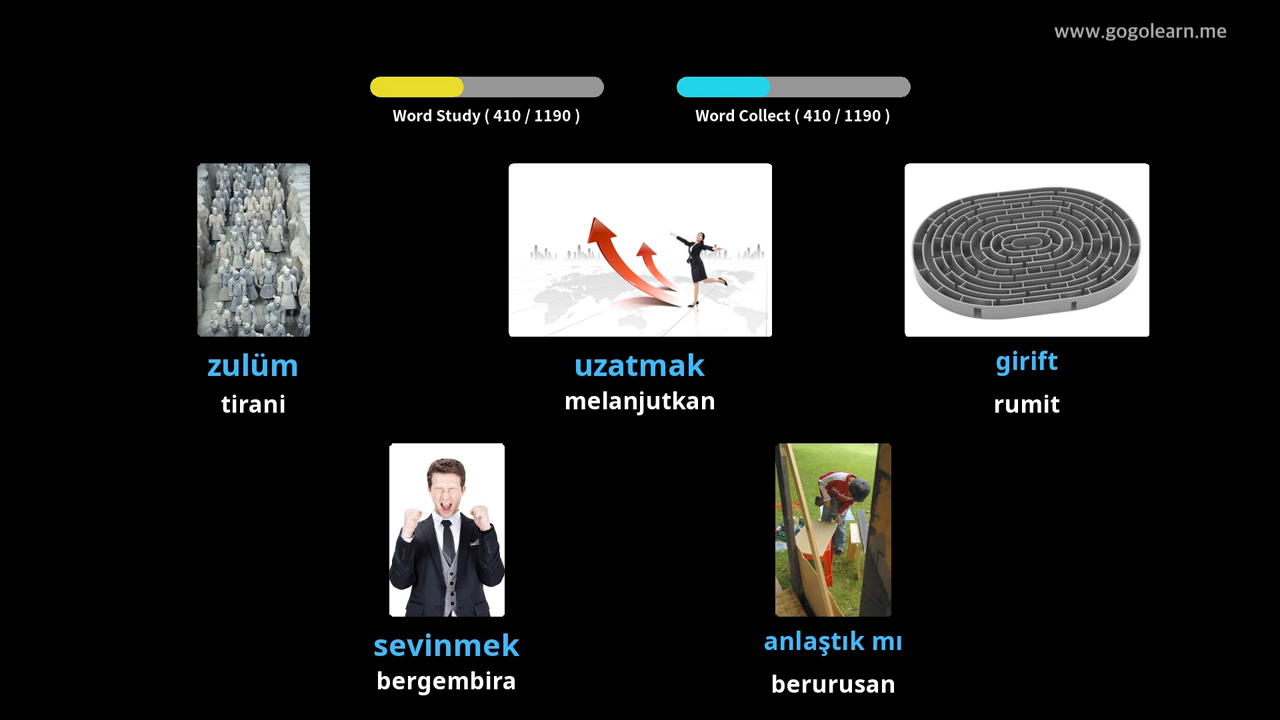 www.gogolearn.me
Word Study ( 410 / 1190 )
Word Collect ( 410 / 1190 )
zulüm
tirani
uzatmak
melanjutkan
girift
rumit
sevinmek
bergembira
anlaştık mı
berurusan